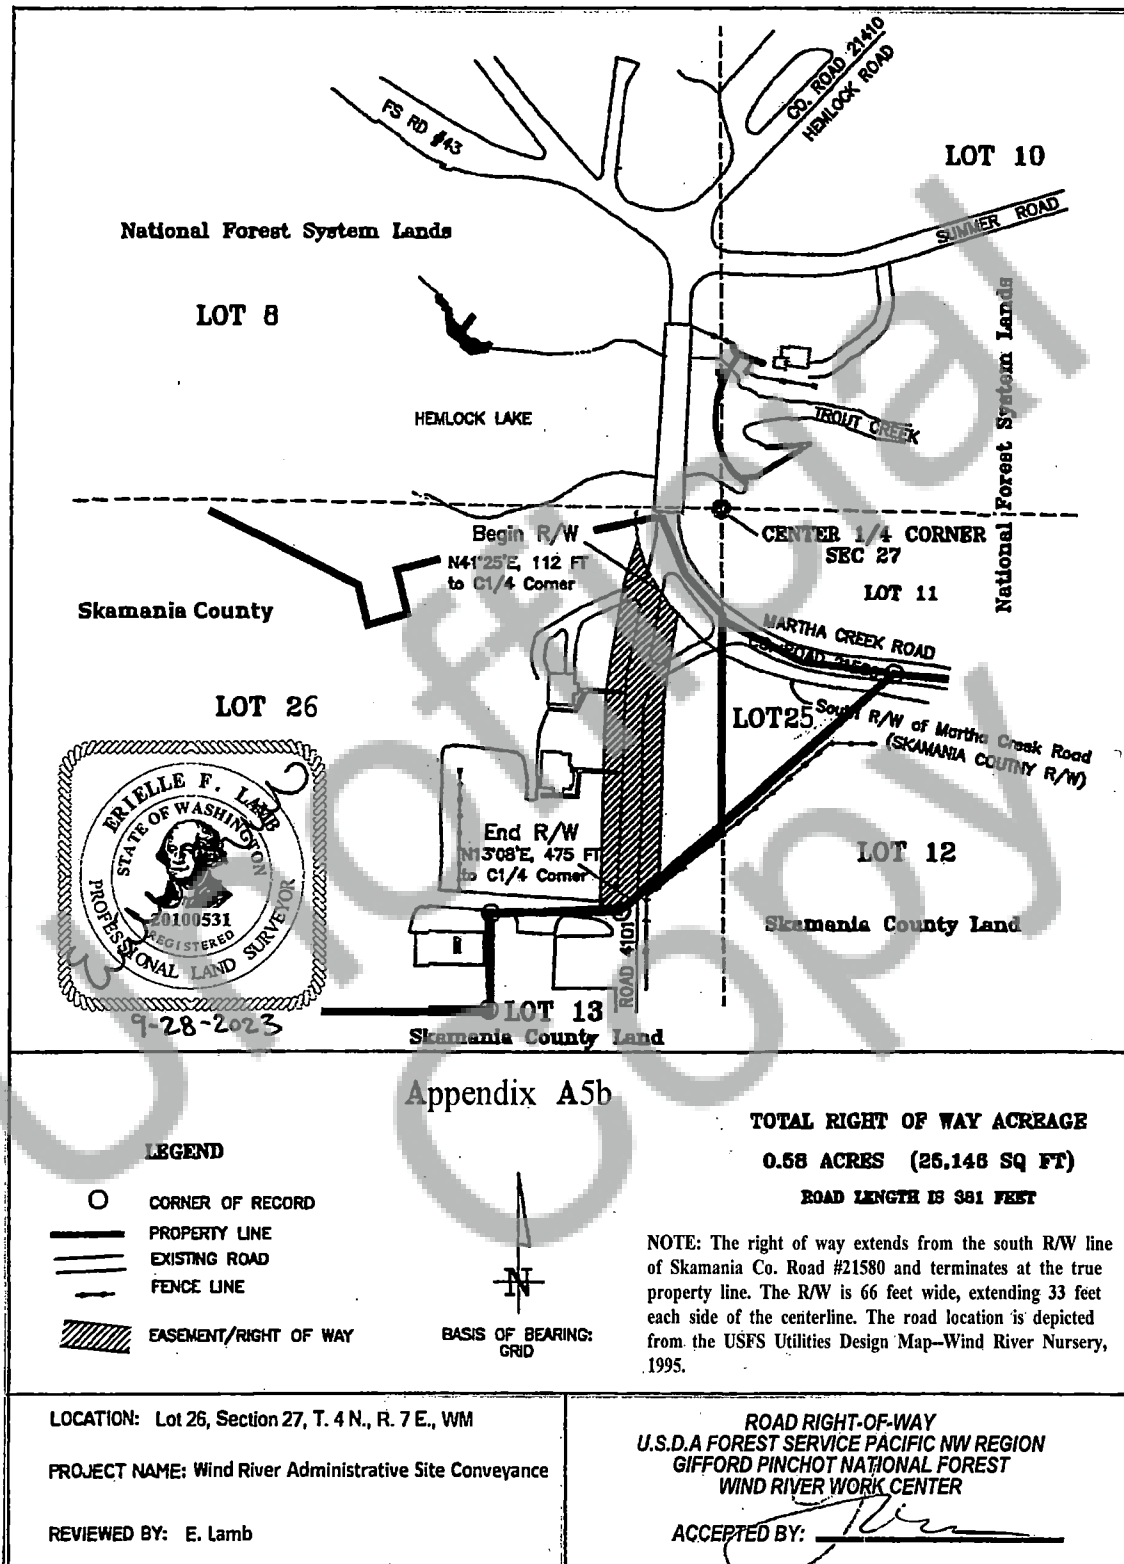 CO. ROAD 21410
HEMLOCK ROAD
FS RD #43
LOT 10
SUMMER ROAD
National Forest System Lands
LOT 8
National Forest System Lands
HEMLOCK LAKE
TROUT CREEK
Begin R/W
N41°25'E, 112 FT
to C1/4 Corner
CENTER 1/4 CORNER
SEC 27
LOT 11
Skamania County
MARTHA CREEK ROAD
CO. ROAD 21580
LOT 26
LOT25
South R/W of Martha Creek Road
(SKAMANIA COUTNY R/W)
ERIELLE F. LAMB
STATE OF WASHINGTON
20100531
REGISTERED
PROFESSIONAL LAND SURVEYOR
9-28-2023
End R/W
N13°08'E, 475 FT
to C1/4 Corner
LOT 12
Skamania County Land
ROAD 4101
LOT 13
Skamania County Land
Unofficial
Copy
Appendix A5b
LEGEND
CORNER OF RECORD
PROPERTY LINE
EXISTING ROAD
FENCE LINE
EASEMENT/RIGHT OF WAY
N
BASIS OF BEARING:
GRID
TOTAL RIGHT OF WAY ACREAGE
0.58 ACRES (25,146 SQ FT)
ROAD LENGTH IS 381 FEET
NOTE: The right of way extends from the south R/W line
of Skamania Co. Road #21580 and terminates at the true
property line. The R/W is 66 feet wide, extending 33 feet
each side of the centerline. The road location is depicted
from the USFS Utilities Design Map--Wind River Nursery,
1995.
LOCATION: Lot 26, Section 27, T. 4 N., R. 7 E., WM
PROJECT NAME: Wind River Administrative Site Conveyance
REVIEWED BY: E. Lamb
ROAD RIGHT-OF-WAY
U.S.D.A FOREST SERVICE PACIFIC NW REGION
GIFFORD PINCHOT NATIONAL FOREST
WIND RIVER WORK CENTER
ACCEPTED BY: